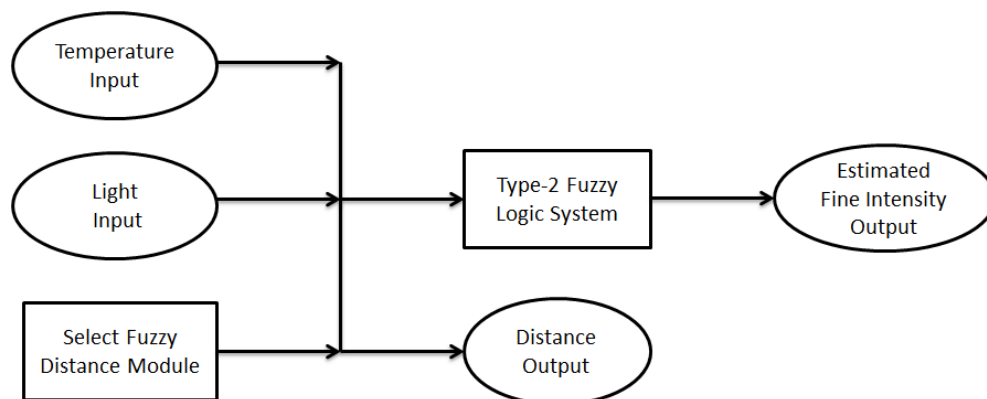 Temperature
Input
Light
Input
Select Fuzzy
Distance Module
Type-2 Fuzzy
Logic System
Distance
Output
Estimated
Fine Intensity
Output